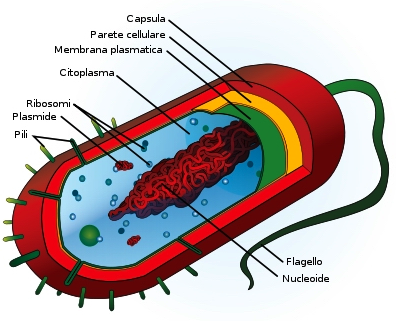 Capsula
Parete cellulare
Membrana plasmatica
Citoplasma
Ribosomi
Plasmide
Pili
Flagello
Nucleoide